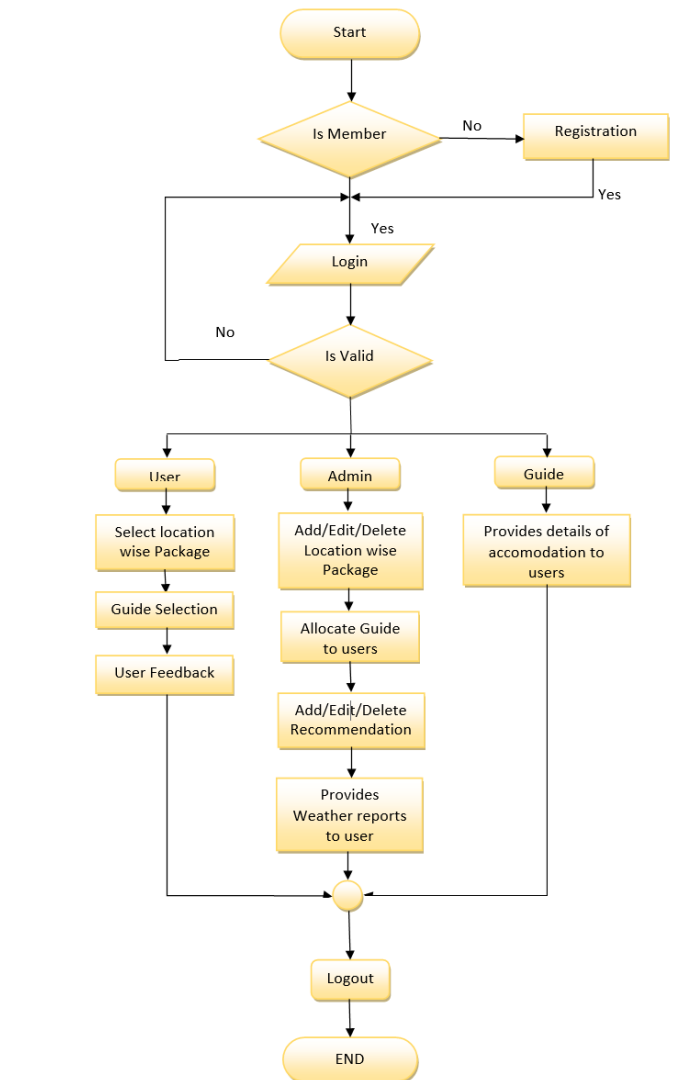 Start
Is Member
No
Registration
Yes
Yes
Login
No
Is Valid
User
Admin
Guide
Select location
wise Package
Add/Edit/Delete
Location wise
Package
Provides details of
accomodation to
users
Guide Selection
Allocate Guide
to users
User Feedback
Add/Edit/Delete
Recommendation
Provides
Weather reports
to user
Logout
END